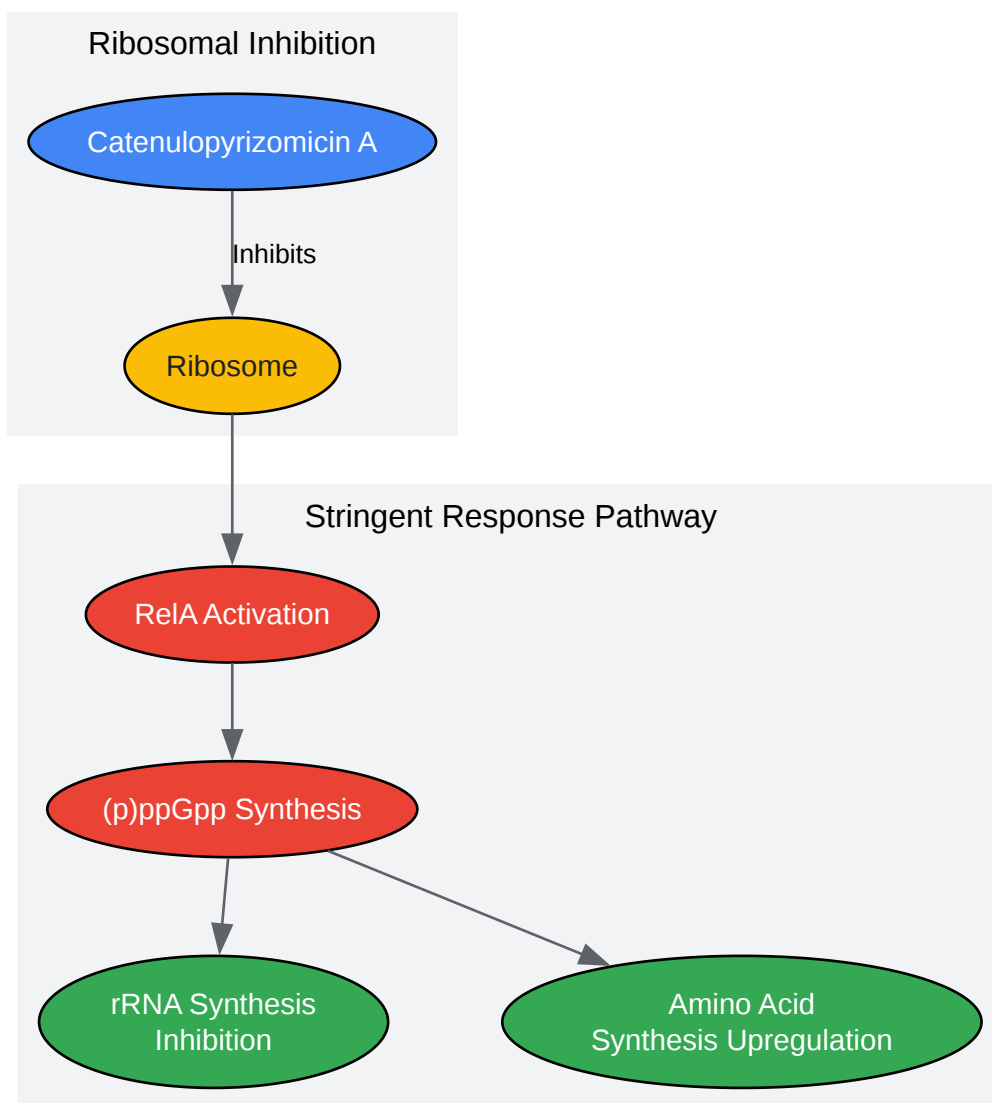 Ribosomal Inhibition
Catenulopyrizomicin A
Inhibits
Ribosome
Stringent Response Pathway
RelA Activation
(p)ppGpp Synthesis
rRNA Synthesis
Inhibition
Amino Acid
Synthesis Upregulation